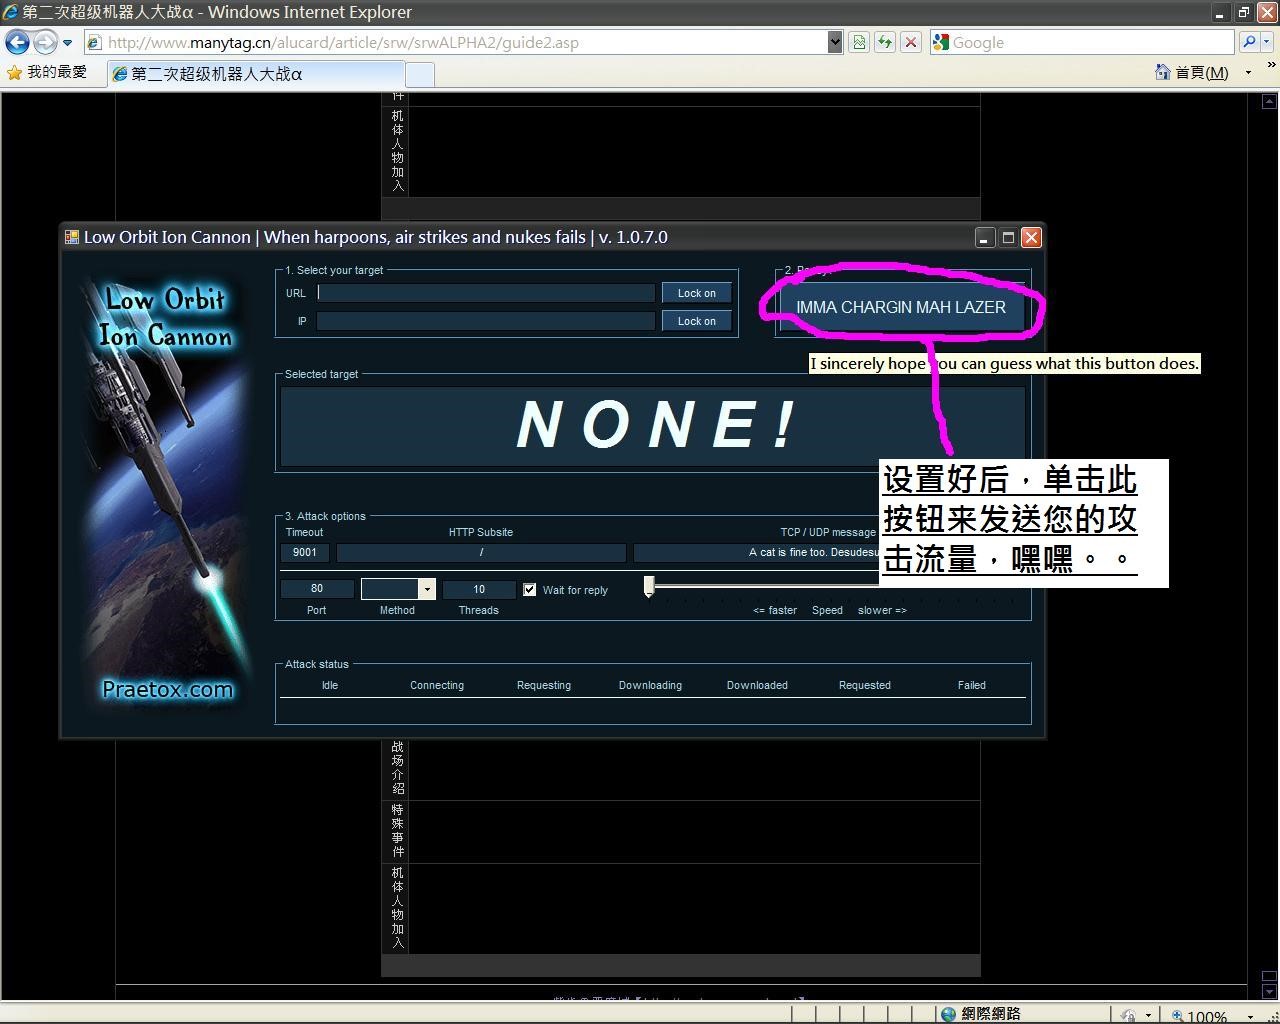 第二次超级机器人大战α - Windows Internet Explorer
http://www.manytag.cn/alucard/article/srw/srwALPHA2/guide2.asp
Google
我的最愛
第二次超级机器人大战α
首頁(M)
件
机体人物加入
Low Orbit Ion Cannon | When harpoons, air strikes and nukes fails | v. 1.0.7.0
Low Orbit
Ion Cannon
Praetox.com
1. Select your target
URL
Lock on
IP
Lock on
2.
IMMA CHARGIN MAH LAZER
I sincerely hope you can guess what this button does.
Selected target
NONE!
设置好后，单击此
按钮来发送您的攻
击流量，嘿嘿。。
3. Attack options
Timeout
HTTP Subsite
TCP / UDP message
9001
/
A cat is fine too. Desudesu
80
10
Wait for reply
Port
Method
Threads
<= faster
Speed
slower =>
Attack status
Idle
Connecting
Requesting
Downloading
Downloaded
Requested
Failed
战场介绍
特殊事件
机体人物加入
網際網路
100%